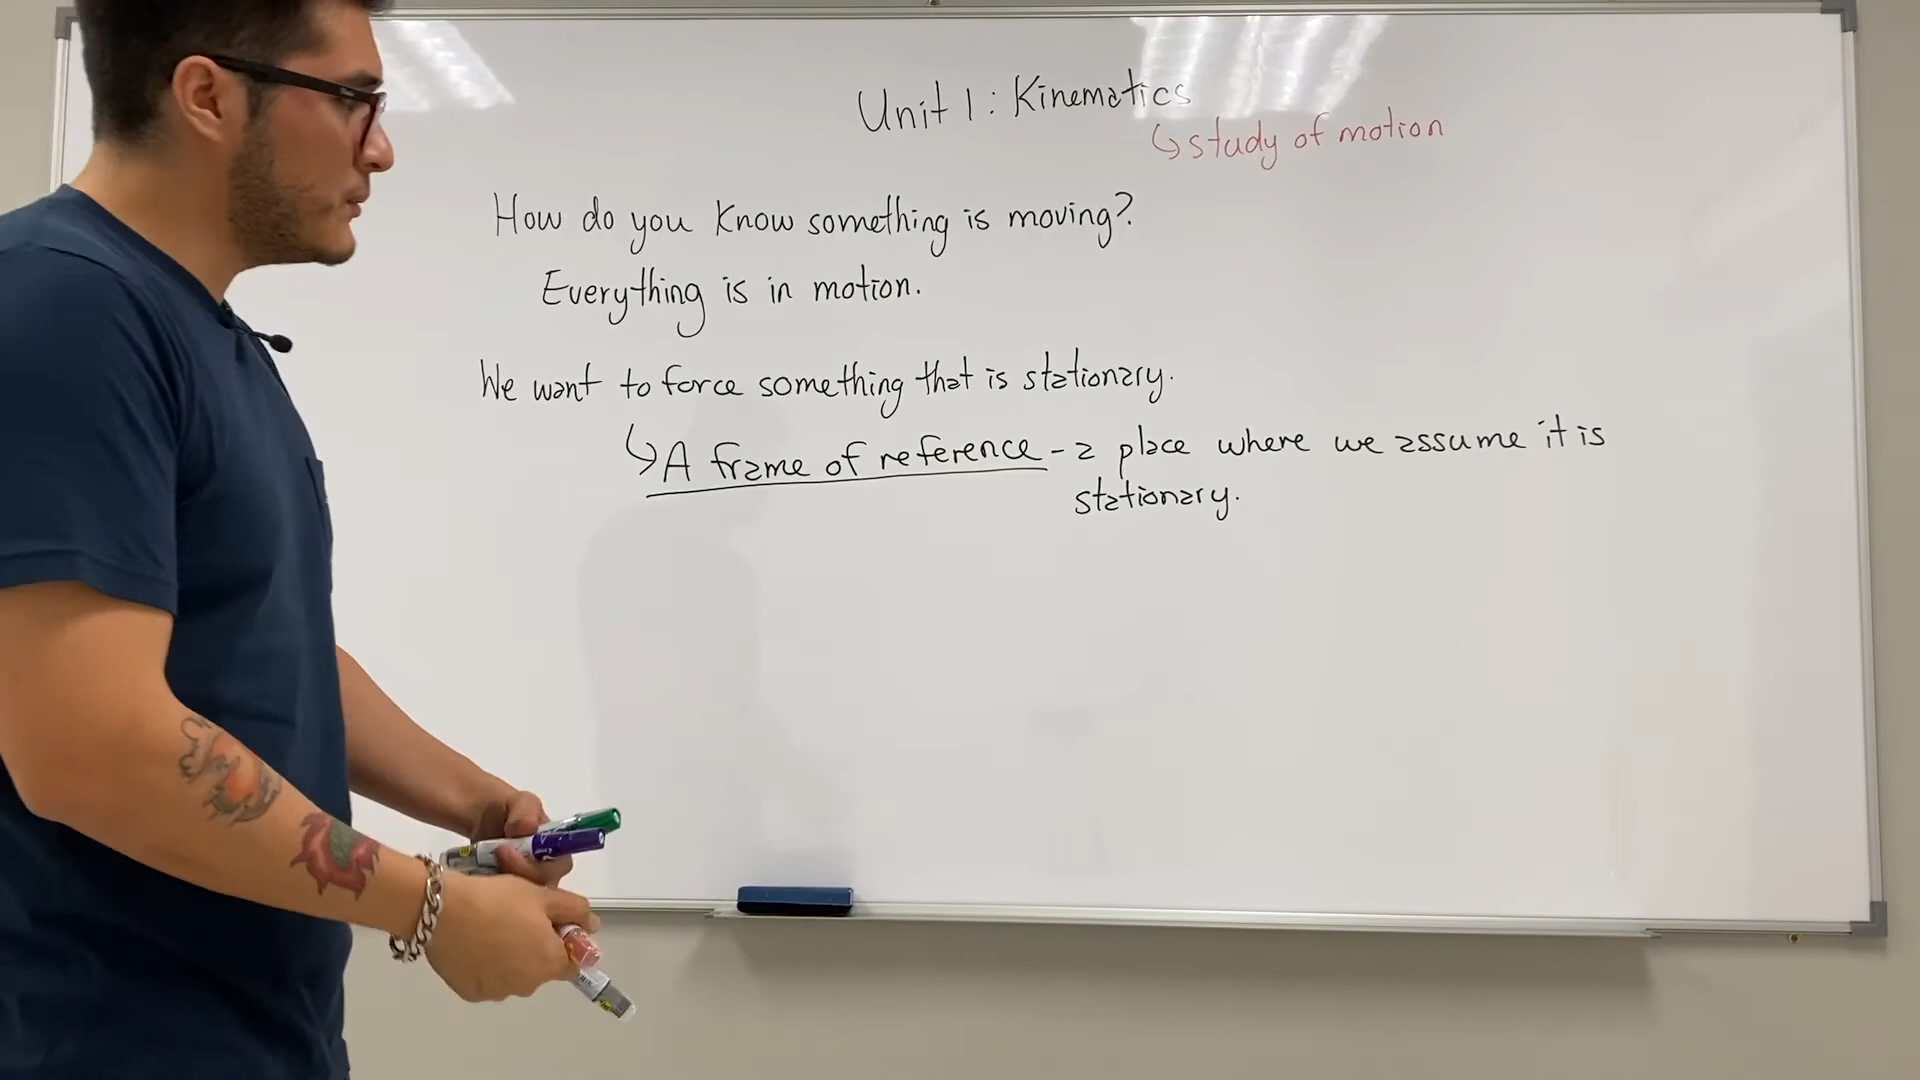 Unit 1: Kinematics
↳ study of motion
How do you know something is moving?
Everything is in motion.
We want to force something that is stationary.
↳ A frame of reference - a place where we assume it is
stationary.